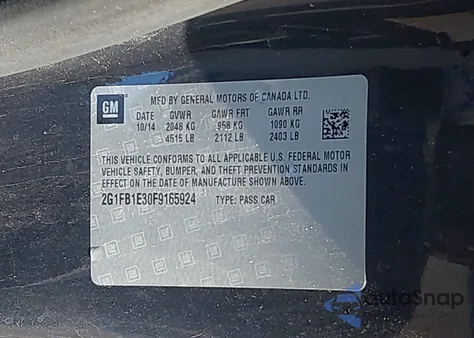 GM
MFD BY GENERAL MOTORS OF CANADA LTD.
DATE GVWR GAWR FRT GAWR RR
10/14 2048 KG 958 KG 1090 KG
4515 LB 2112 LB 2403 LB
THIS VEHICLE CONFORMS TO ALL APPLICABLE U.S. FEDERAL MOTOR
VEHICLE SAFETY, BUMPER, AND THEFT PREVENTION STANDARDS IN
EFFECT ON THE DATE OF MANUFACTURE SHOWN ABOVE.
2G1FB1E30F9165924 TYPE: PASS CAR
AutoSnap